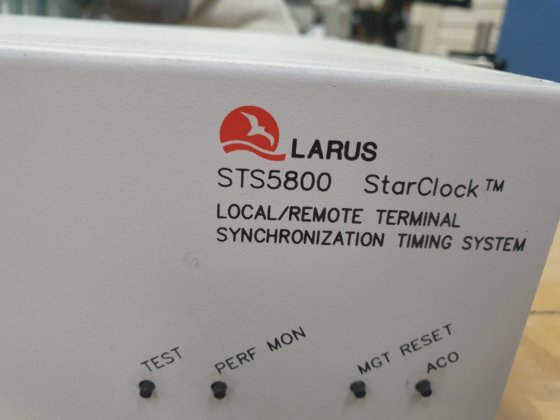 LARUS
STS5800 StarClock™
LOCAL/REMOTE TERMINAL
SYNCHRONIZATION TIMING SYSTEM
TEST PERF MON MGT RESET ACO